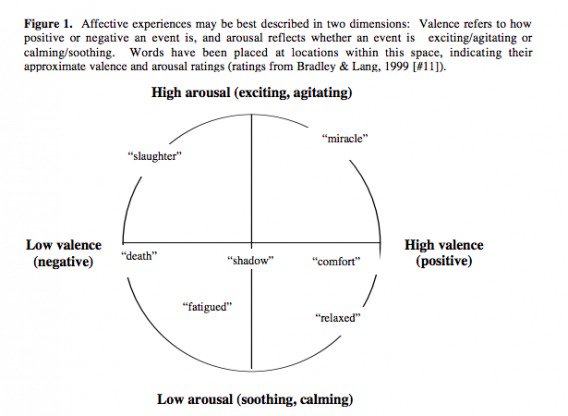 Figure 1. Affective experiences may be best described in two dimensions: Valence refers to how
positive or negative an event is, and arousal reflects whether an event is exciting/agitating or
calming/soothing. Words have been placed at locations within this space, indicating their
approximate valence and arousal ratings (ratings from Bradley & Lang, 1999 [#11]).
High arousal (exciting, agitating)
“miracle”
“slaughter”
Low valence
(negative)
High valence
(positive)
“death”
“shadow”
“comfort”
“fatigued”
“relaxed”
Low arousal (soothing, calming)